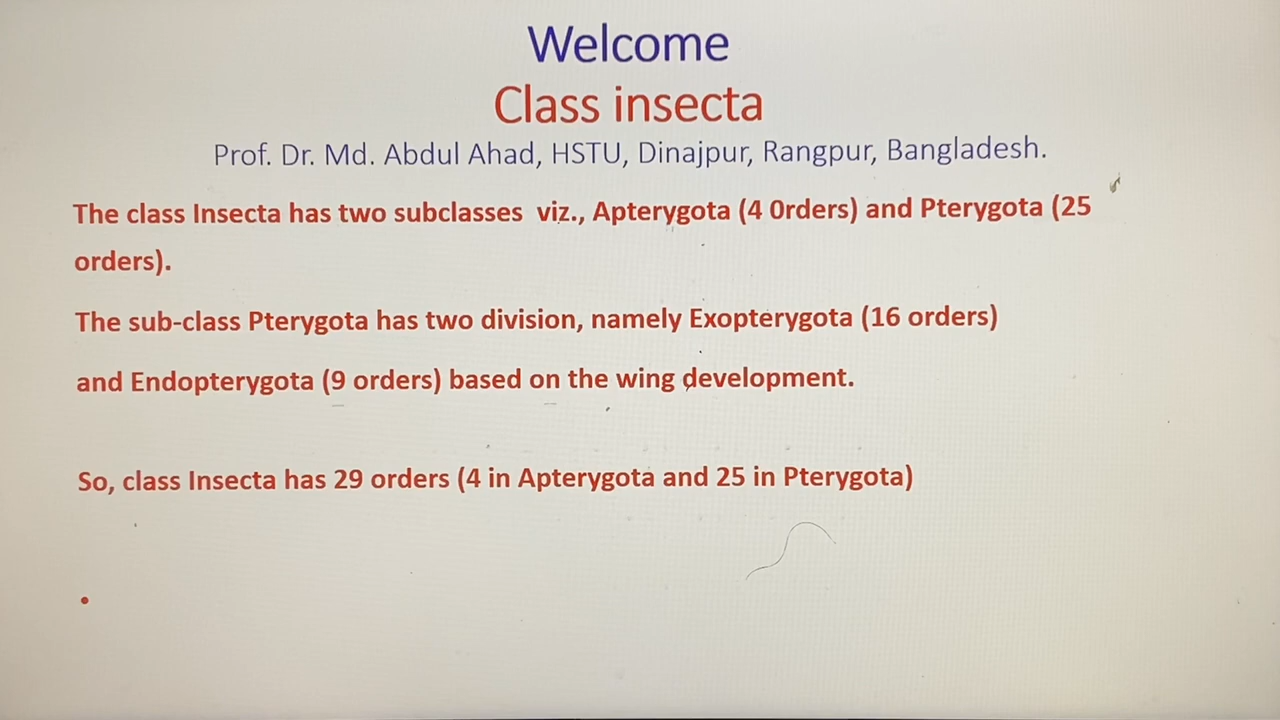 Welcome
Class insecta
Prof. Dr. Md. Abdul Ahad, HSTU, Dinajpur, Rangpur, Bangladesh.
The class Insecta has two subclasses viz., Apterygota (4 0rders) and Pterygota (25
orders).
The sub-class Pterygota has two division, namely Exopterygota (16 orders)
and Endopterygota (9 orders) based on the wing development.
So, class Insecta has 29 orders (4 in Apterygota and 25 in Pterygota)